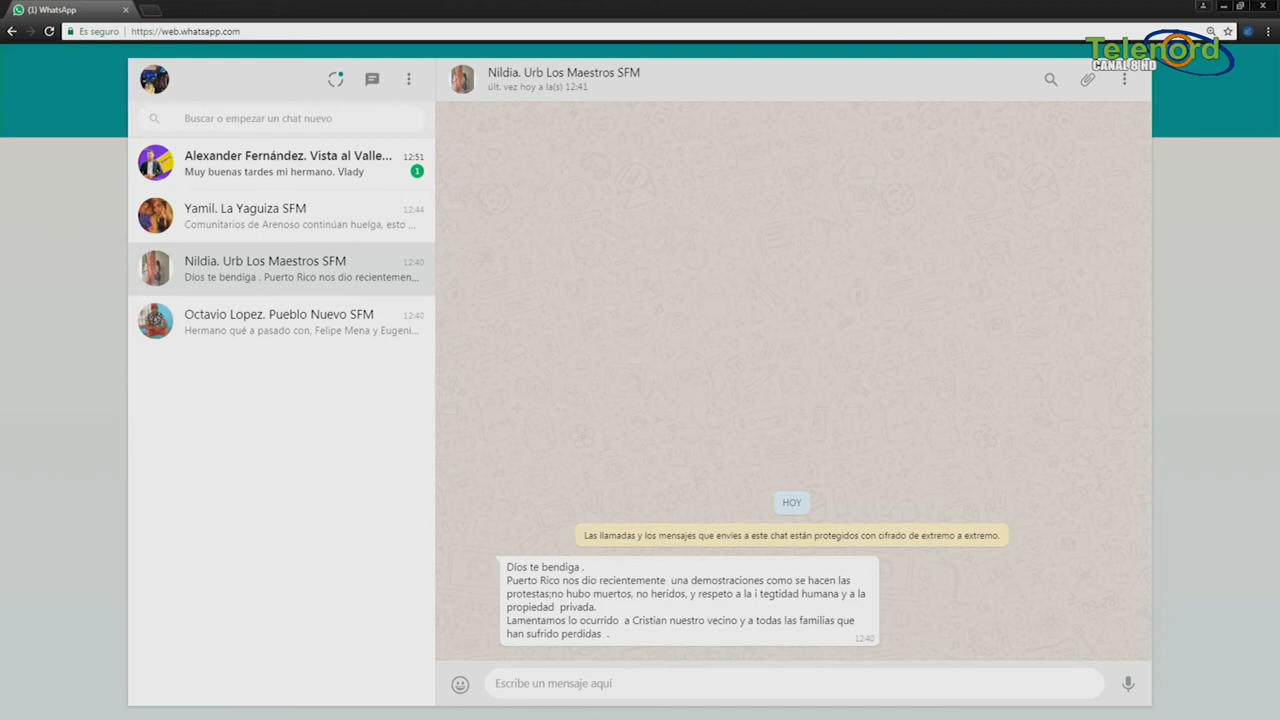 (1) WhatsApp
Es seguro
https://web.whatsapp.com
Telenord
CANAL 8 HD
Buscar o empezar un chat nuevo
Alexander Fernández. Vista al Valle...
12:51
Muy buenas tardes mi hermano. Vlady
1
Yamil. La Yaguiza SFM
12:44
Comunitarios de Arenoso continúan huelga, esto ...
Nildia. Urb Los Maestros SFM
12:40
Díos te bendiga . Puerto Rico nos dio recientemen...
Octavio Lopez. Pueblo Nuevo SFM
12:40
Hermano qué a pasado con, Felipe Mena y Eugeni...
Nildia. Urb Los Maestros SFM
últ. vez hoy a la(s) 12:41
HOY
Las llamadas y los mensajes que envíes a este chat están protegidos con cifrado de extremo a extremo.
Díos te bendiga .
Puerto Rico nos dio recientemente una demostraciones como se hacen las
protestas;no hubo muertos, no heridos, y respeto a la i tegtidad humana y a la
propiedad privada.
Lamentamos lo ocurrido a Cristian nuestro vecino y a todas las familias que
han sufrido perdidas .
12:40
Escribe un mensaje aquí